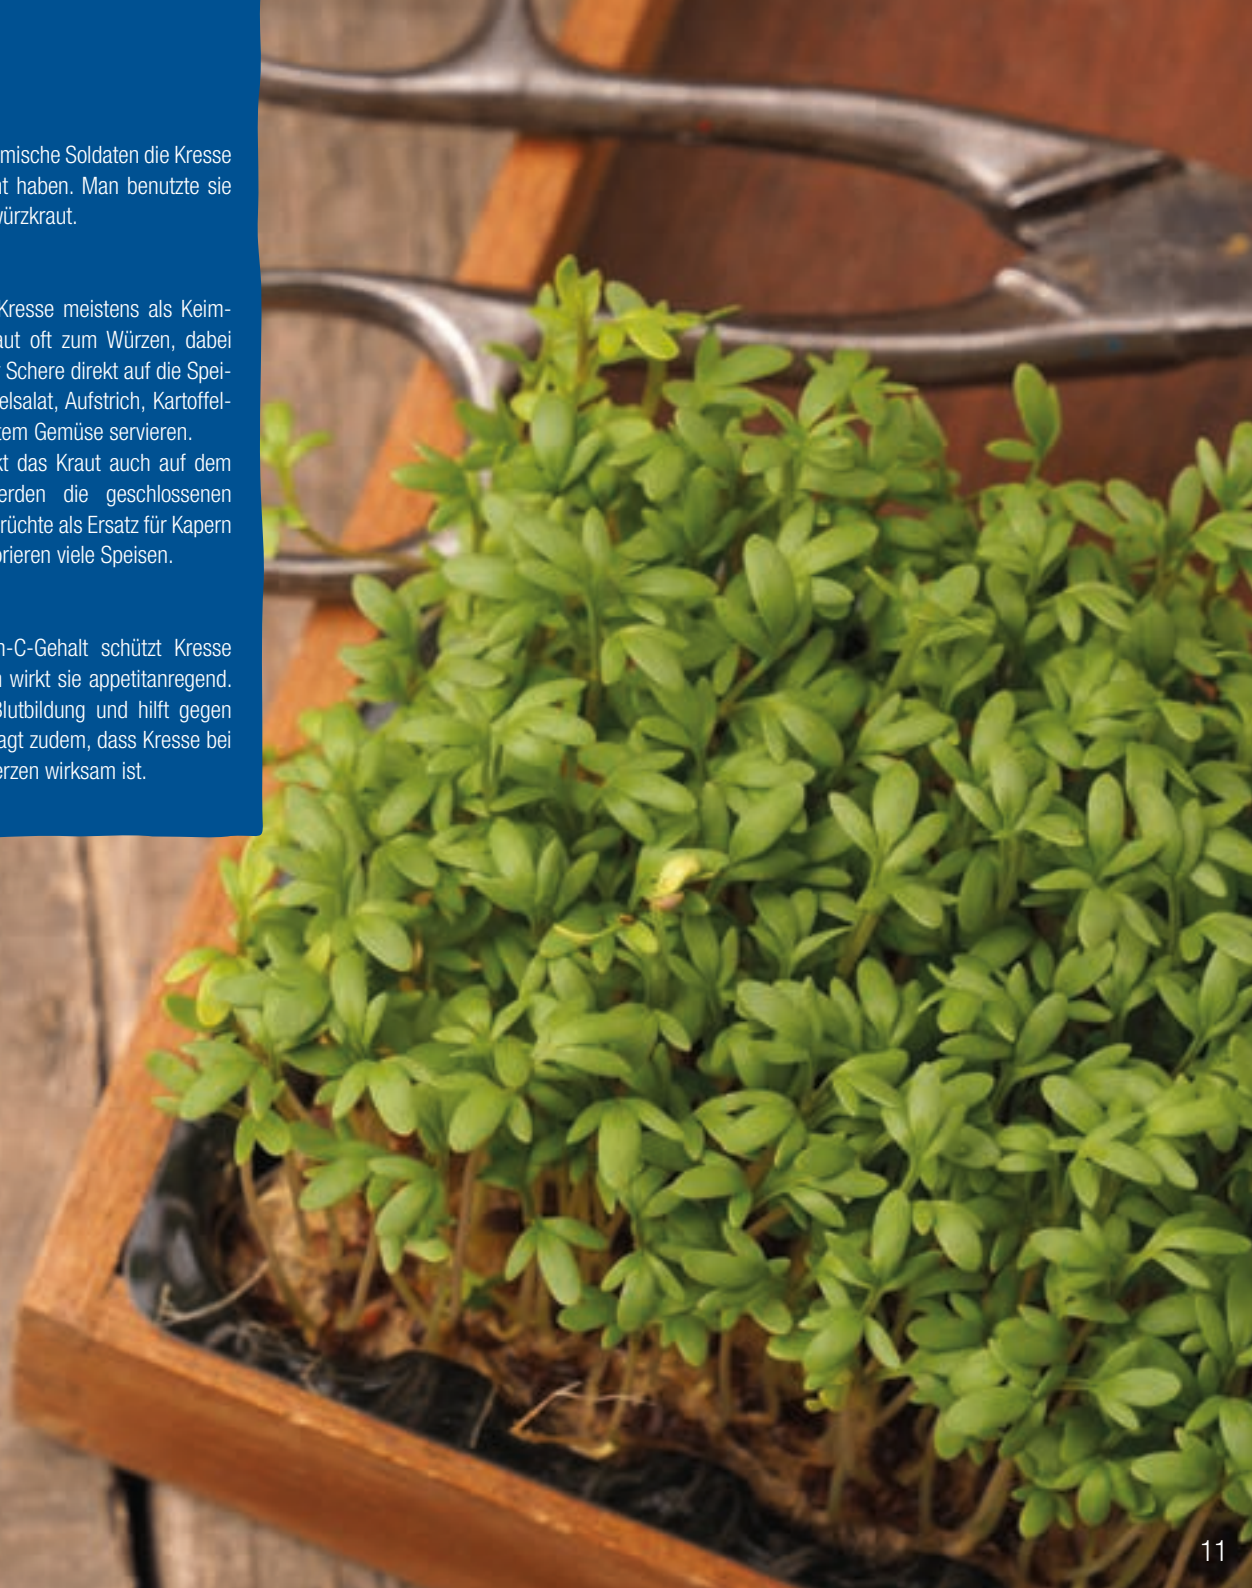 mische Soldaten die Kresse
t haben. Man benutzte sie
würzkraut.
Kresse meistens als Keim-
aut oft zum Würzen, dabei
Schere direkt auf die Spei-
elsalat, Aufstrich, Kartoffel-
tem Gemüse servieren.
kt das Kraut auch auf dem
erden die geschlossenen
rüchte als Ersatz für Kapern
orieren viele Speisen.
n-C-Gehalt schützt Kresse
n wirkt sie appetitanregend.
Blutbildung und hilft gegen
agt zudem, dass Kresse bei
erzen wirksam ist.
11